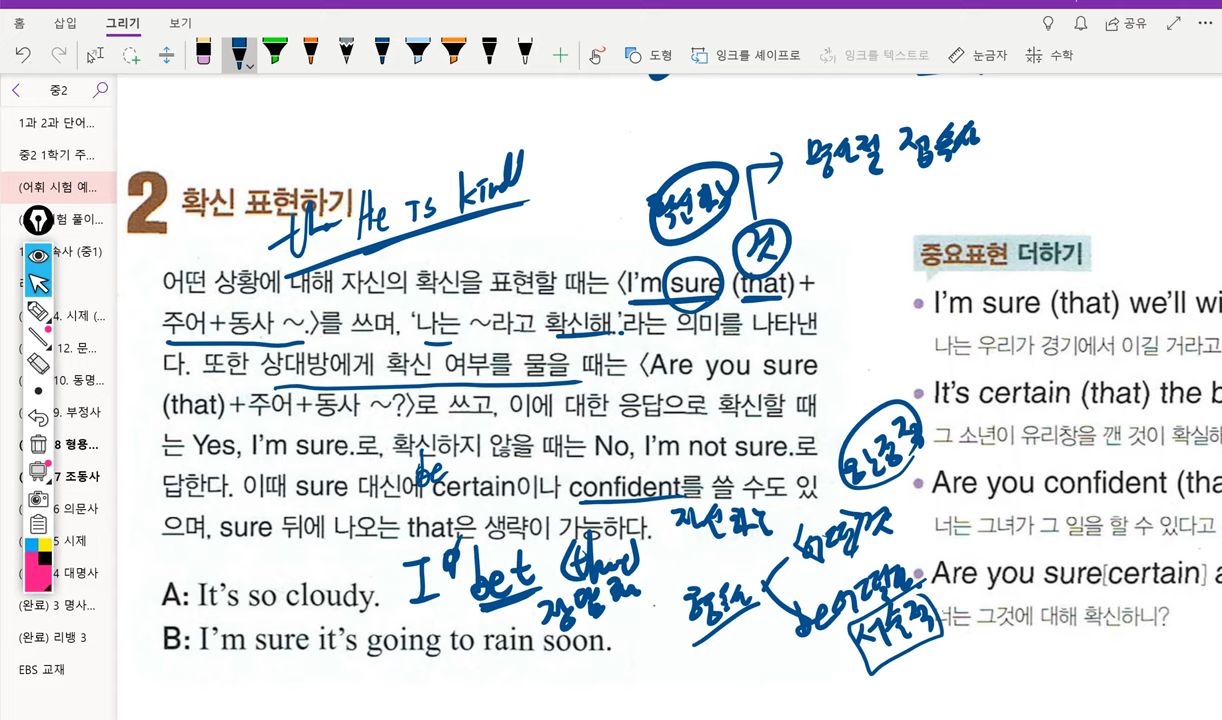 홈 삽입 그리기 보기
공유
도형 잉크를 셰이프로 잉크를 텍스트로 눈금자 수학
중2
1과 2과 단어...
중2 1학기 주...
(어휘 시험 예...
험 풀이...
속사 (중1)
4. 시제 (...
12. 문...
10. 동명...
9. 부정사
8 형용...
7 조동사
6 의문사
5 시제
4 대명사
(완료) 3 명사...
(완료) 리뱅 3
EBS 교재
명사절 접속사
He is kind
것
2 확신 표현하기
어떤 상황에 대해 자신의 확신을 표현할 때는 〈I'm sure (that)+
주어+동사 ~.〉를 쓰며, '나는 ~라고 확신해.'라는 의미를 나타낸
다. 또한 상대방에게 확신 여부를 물을 때는 〈Are you sure
(that)+주어+동사 ~?〉로 쓰고, 이에 대한 응답으로 확신할 때
는 Yes, I'm sure.로, 확신하지 않을 때는 No, I'm not sure.로
be
답한다. 이때 sure 대신에 certain이나 confident를 쓸 수도 있
으며, sure 뒤에 나오는 that은 생략이 가능하다.
I bet
A: It's so cloudy.
B: I'm sure it's going to rain soon.
중요표현 더하기
• I'm sure (that) we'll wi
나는 우리가 경기에서 이길 거라고
• It's certain (that) the b
그 소년이 유리창을 깬 것이 확실해
• Are you confident (tha
너는 그녀가 그 일을 할 수 있다고
• Are you sure[certain] a
너는 그것에 대해 확신하니?